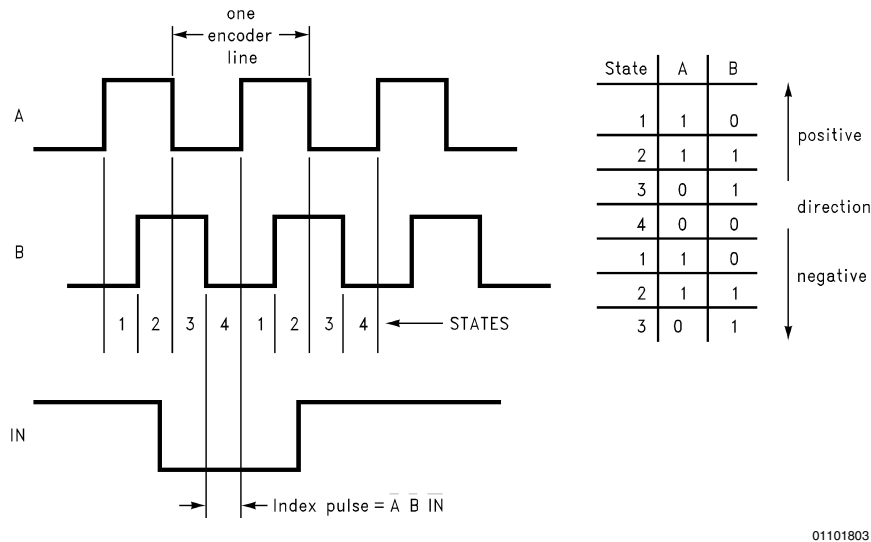 one
encoder
line
A
B
1 2 3 4 1 2 3 4 STATES
IN
Index pulse = A̅ B̅ I̅N̅
State A B
1 1 0
2 1 1
3 0 1
4 0 0
1 1 0
2 1 1
3 0 1
positive
direction
negative
01101803